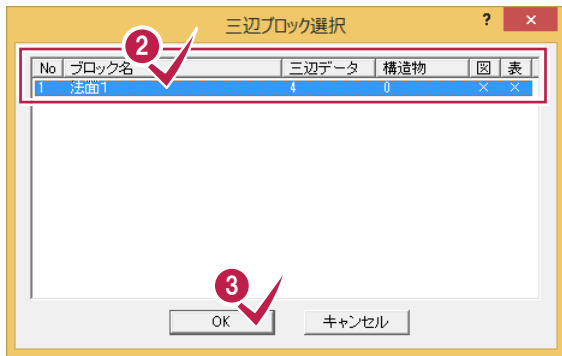 三辺ブロック選択 ? ×
2
No ブロック名 三辺データ 構造物 図 表
1 法面1 4 0 × ×
3
OK キャンセル